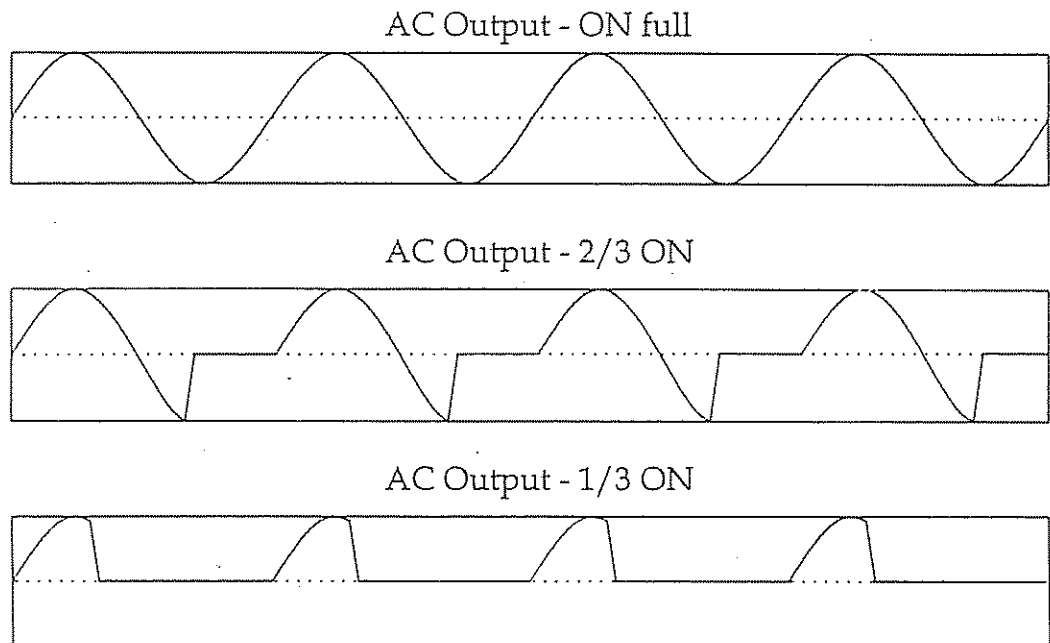 AC Output - ON full
AC Output - 2/3 ON
AC Output - 1/3 ON